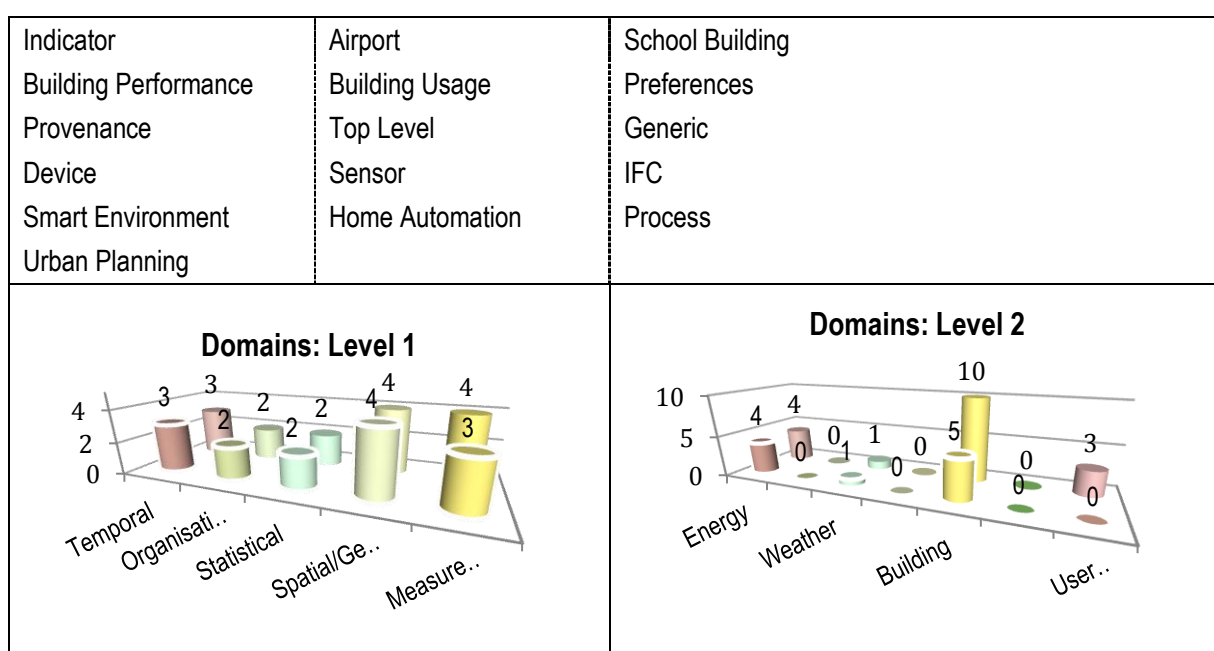 Indicator Airport School Building
Building Performance Building Usage Preferences
Provenance Top Level Generic
Device Sensor IFC
Smart Environment Home Automation Process
Urban Planning
Domains: Level 1
4
2
0
3 3 2 2 4 4
3 2 2 4 3
Temporal
Organisati..
Statistical
Spatial/Ge..
Measure..
Domains: Level 2
10
5
0
4 0 1 0 10 0 3
4 0 1 0 5 0 0
Energy
Weather
Building
User..